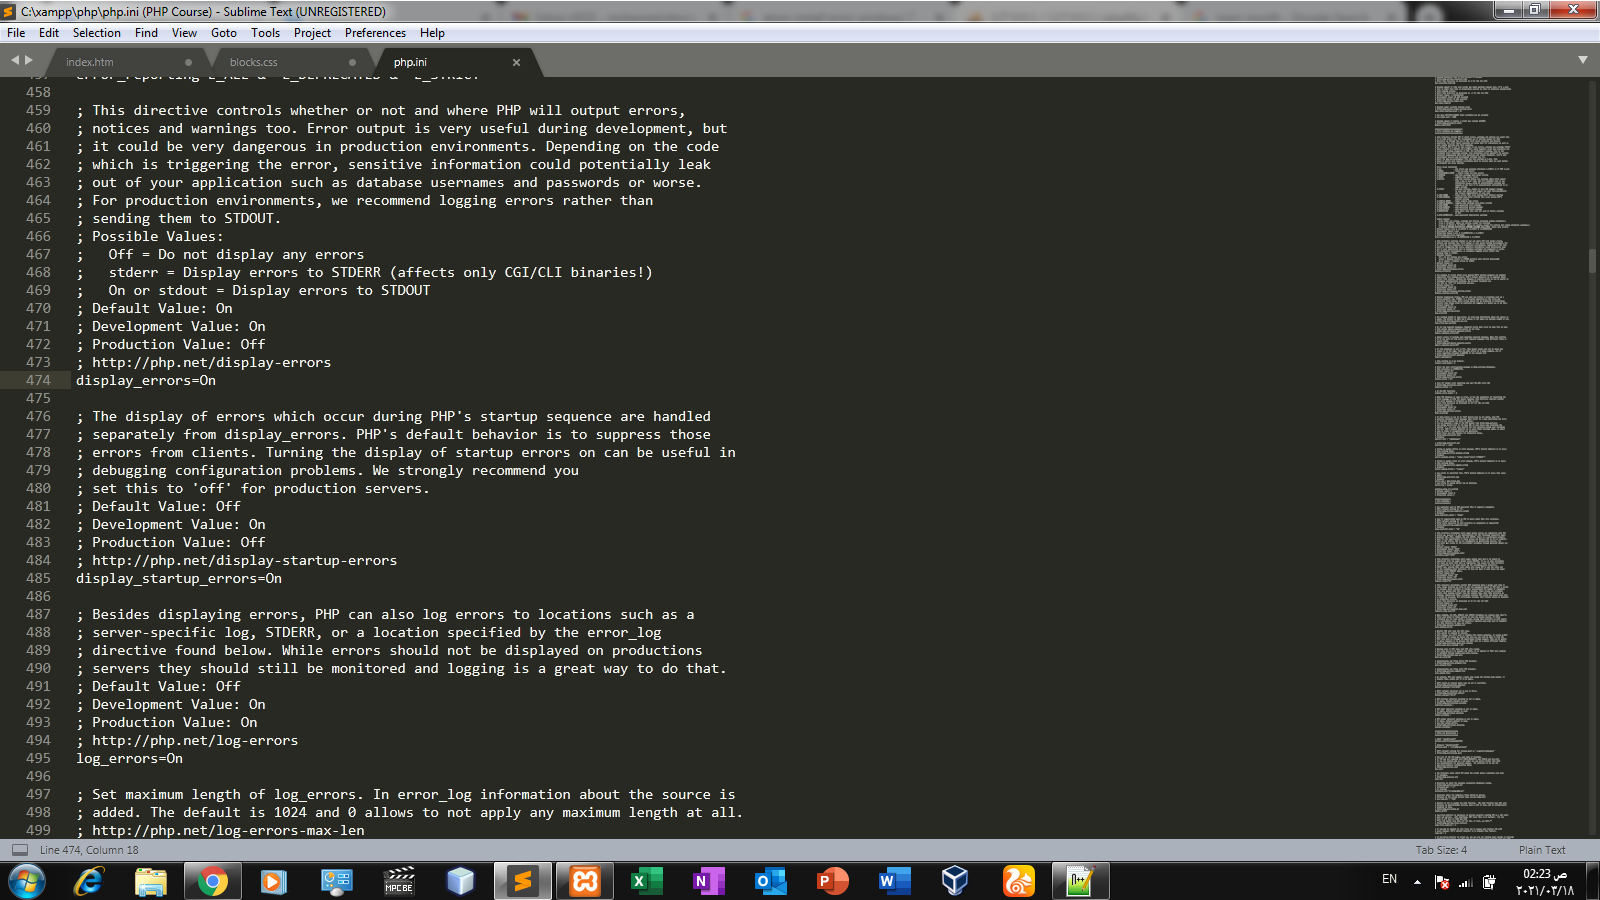 C:\xampp\php\php.ini (PHP Course) - Sublime Text (UNREGISTERED)
File Edit Selection Find View Goto Tools Project Preferences Help
index.htm
blocks.css
php.ini
458
459 ; This directive controls whether or not and where PHP will output errors,
460 ; notices and warnings too. Error output is very useful during development, but
461 ; it could be very dangerous in production environments. Depending on the code
462 ; which is triggering the error, sensitive information could potentially leak
463 ; out of your application such as database usernames and passwords or worse.
464 ; For production environments, we recommend logging errors rather than
465 ; sending them to STDOUT.
466 ; Possible Values:
467 ;   Off = Do not display any errors
468 ;   stderr = Display errors to STDERR (affects only CGI/CLI binaries!)
469 ;   On or stdout = Display errors to STDOUT
470 ; Default Value: On
471 ; Development Value: On
472 ; Production Value: Off
473 ; http://php.net/display-errors
474 display_errors=On
475
476 ; The display of errors which occur during PHP's startup sequence are handled
477 ; separately from display_errors. PHP's default behavior is to suppress those
478 ; errors from clients. Turning the display of startup errors on can be useful in
479 ; debugging configuration problems. We strongly recommend you
480 ; set this to 'off' for production servers.
481 ; Default Value: Off
482 ; Development Value: On
483 ; Production Value: Off
484 ; http://php.net/display-startup-errors
485 display_startup_errors=On
486
487 ; Besides displaying errors, PHP can also log errors to locations such as a
488 ; server-specific log, STDERR, or a location specified by the error_log
489 ; directive found below. While errors should not be displayed on productions
490 ; servers they should still be monitored and logging is a great way to do that.
491 ; Default Value: Off
492 ; Development Value: On
493 ; Production Value: On
494 ; http://php.net/log-errors
495 log_errors=On
496
497 ; Set maximum length of log_errors. In error_log information about the source is
498 ; added. The default is 1024 and 0 allows to not apply any maximum length at all.
499 ; http://php.net/log-errors-max-len
Line 474, Column 18
Tab Size: 4
Plain Text
MPCBE
EN
02:23 ص
٢٠٢١/٠٣/١٨